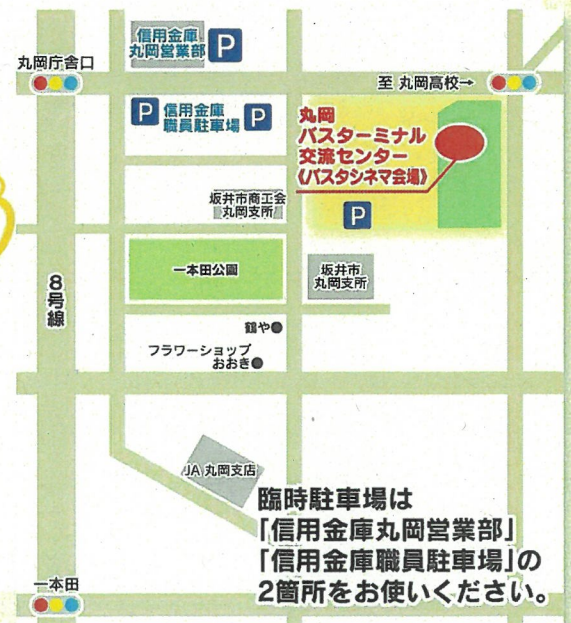 信用金庫
丸岡営業部
P
丸岡庁舎口
至 丸岡高校→
P
信用金庫
職員駐車場
P
丸岡
バスターミナル
交流センター
《バスタシネマ会場》
坂井市商工会
丸岡支所
P
一本田公園
坂井市
丸岡支所
8号線
鶴や
フラワーショップ
おおき
JA 丸岡支店
臨時駐車場は
「信用金庫丸岡営業部」
「信用金庫職員駐車場」の
2箇所をお使いください。
一本田